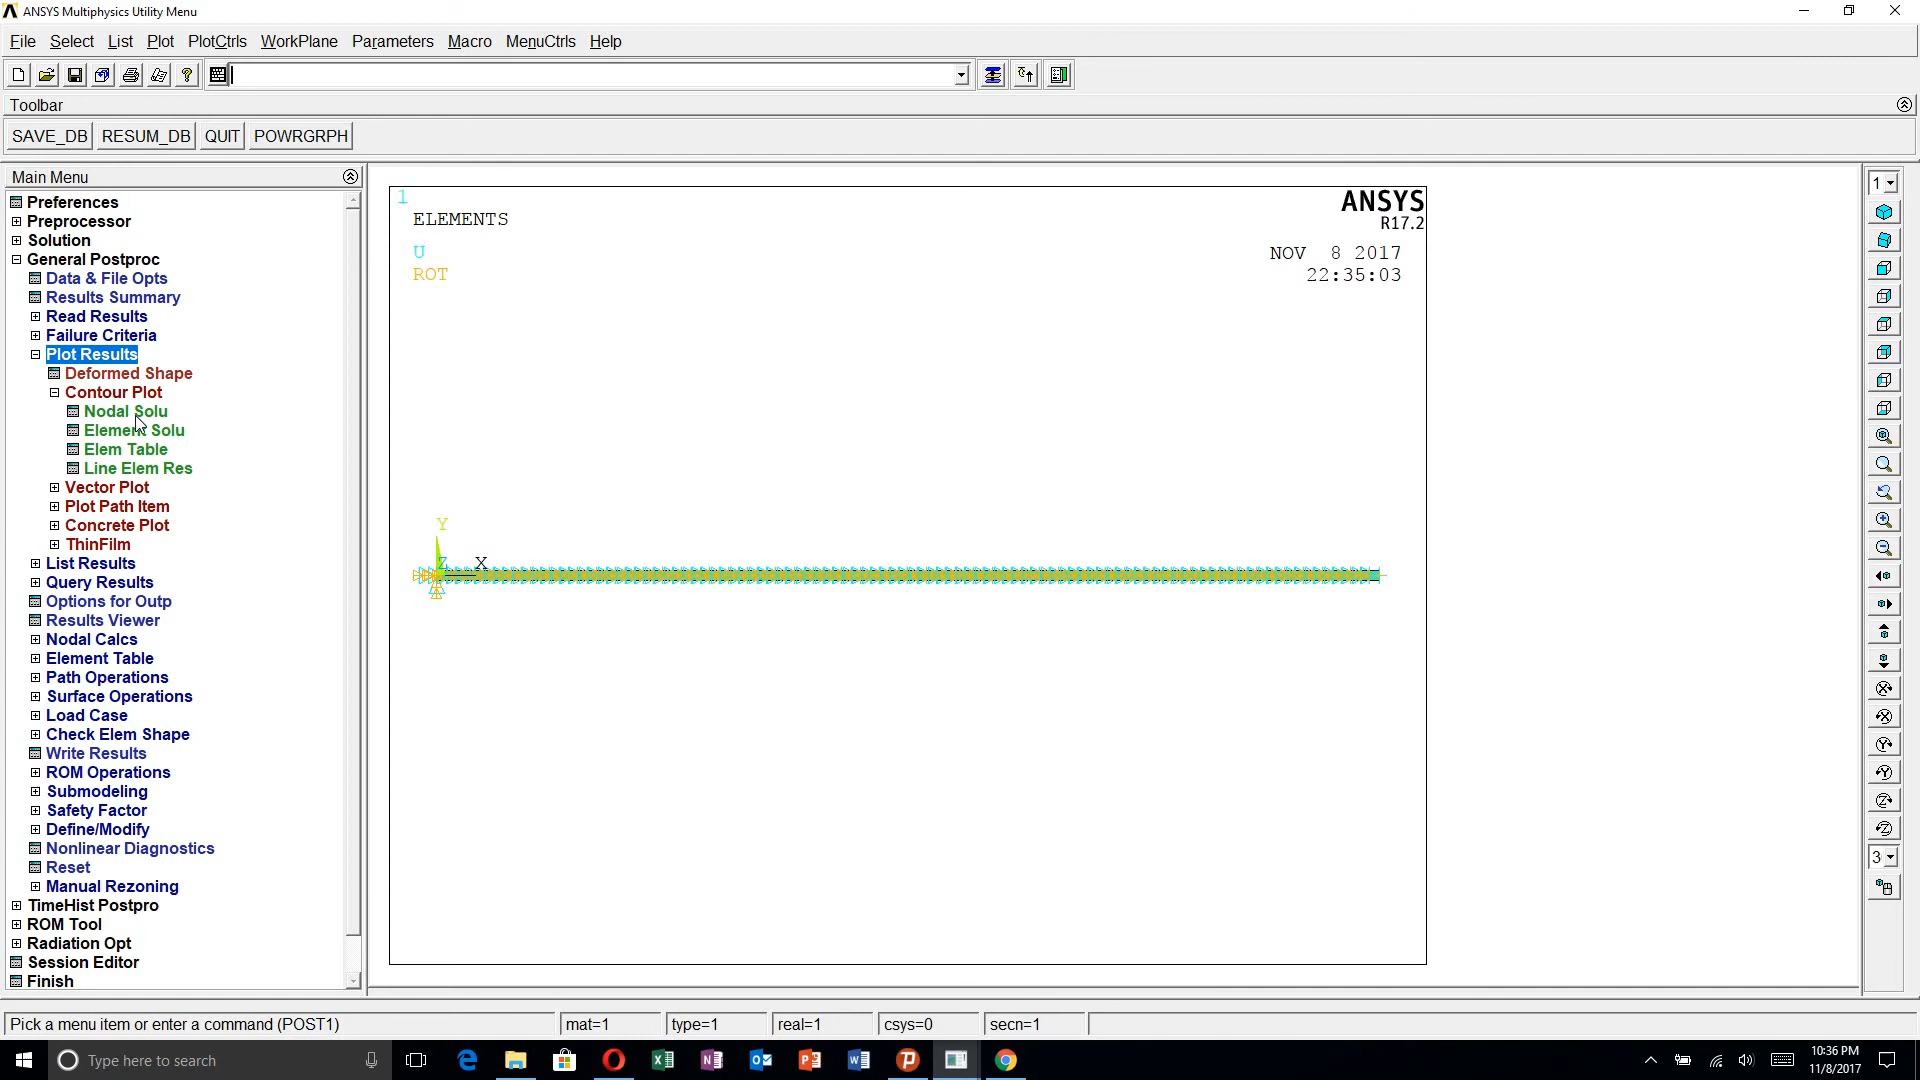 ANSYS Multiphysics Utility Menu
File Select List Plot PlotCtrls WorkPlane Parameters Macro MenuCtrls Help
Toolbar
SAVE_DB RESUM_DB QUIT POWRGRPH
Main Menu
Preferences
Preprocessor
Solution
General Postproc
Data & File Opts
Results Summary
Read Results
Failure Criteria
Plot Results
Deformed Shape
Contour Plot
Nodal Solu
Element Solu
Elem Table
Line Elem Res
Vector Plot
Plot Path Item
Concrete Plot
ThinFilm
List Results
Query Results
Options for Outp
Results Viewer
Nodal Calcs
Element Table
Path Operations
Surface Operations
Load Case
Check Elem Shape
Write Results
ROM Operations
Submodeling
Safety Factor
Define/Modify
Nonlinear Diagnostics
Reset
Manual Rezoning
TimeHist Postpro
ROM Tool
Radiation Opt
Session Editor
Finish
1
ELEMENTS
U
ROT
ANSYS
R17.2
NOV 8 2017
22:35:03
Y
Z X
1
3
Pick a menu item or enter a command (POST1) mat=1 type=1 real=1 csys=0 secn=1
Type here to search
10:36 PM
11/8/2017